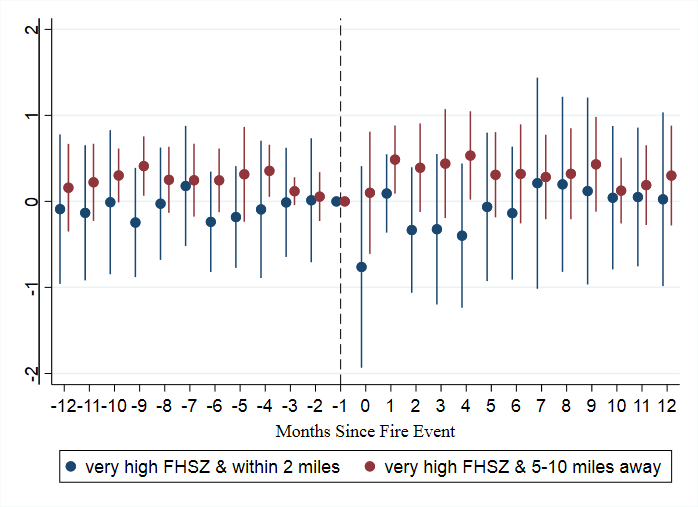 2
1
0
-1
-2
-12 -11 -10 -9 -8 -7 -6 -5 -4 -3 -2 -1 0 1 2 3 4 5 6 7 8 9 10 11 12
Months Since Fire Event
very high FHSZ & within 2 miles very high FHSZ & 5-10 miles away